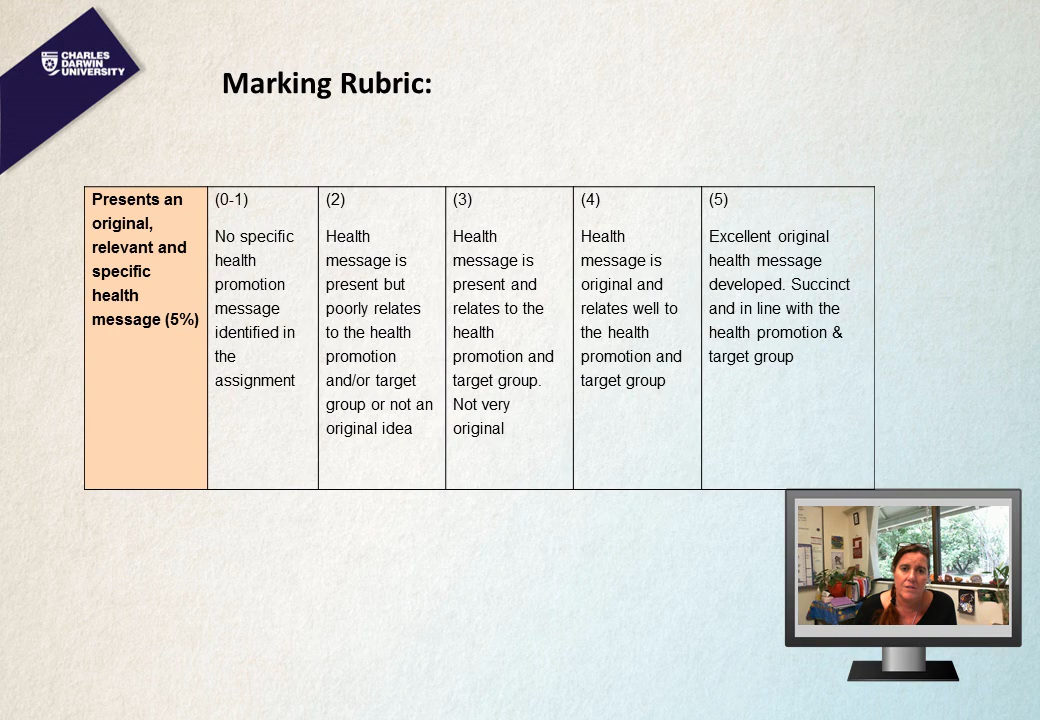 CHARLES
DARWIN
UNIVERSITY
Marking Rubric:
Presents an
original,
relevant and
specific
health
message (5%)
(0-1)
No specific
health
promotion
message
identified in
the
assignment
(2)
Health
message is
present but
poorly relates
to the health
promotion
and/or target
group or not an
original idea
(3)
Health
message is
present and
relates to the
health
promotion and
target group.
Not very
original
(4)
Health
message is
original and
relates well to
the health
promotion and
target group
(5)
Excellent original
health message
developed. Succinct
and in line with the
health promotion &
target group